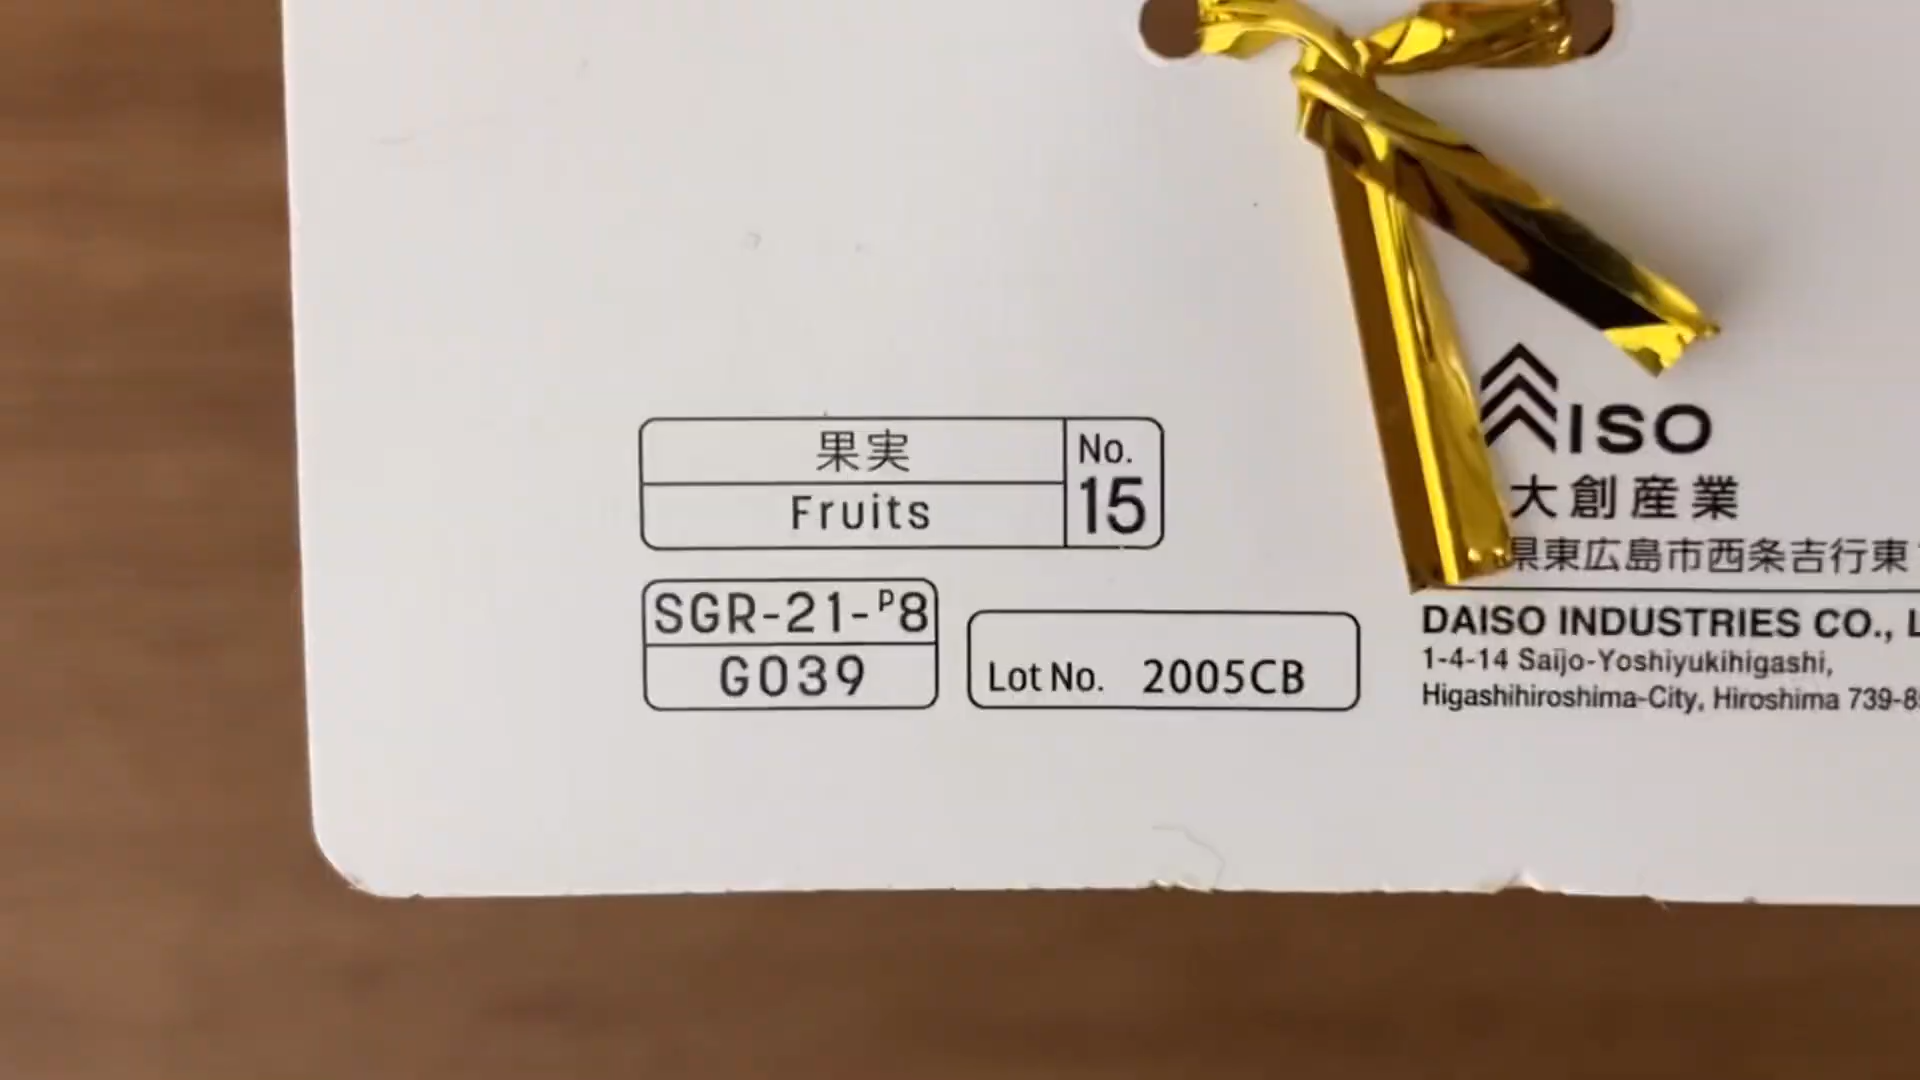 果実
Fruits
No.
15
SGR-21-P8
G039
Lot No. 2005CB
ISO
大創産業
県東広島市西条吉行東
DAISO INDUSTRIES CO.,
1-4-14 Saijo-Yoshiyukihigashi,
Higashihiroshima-City, Hiroshima 739-8